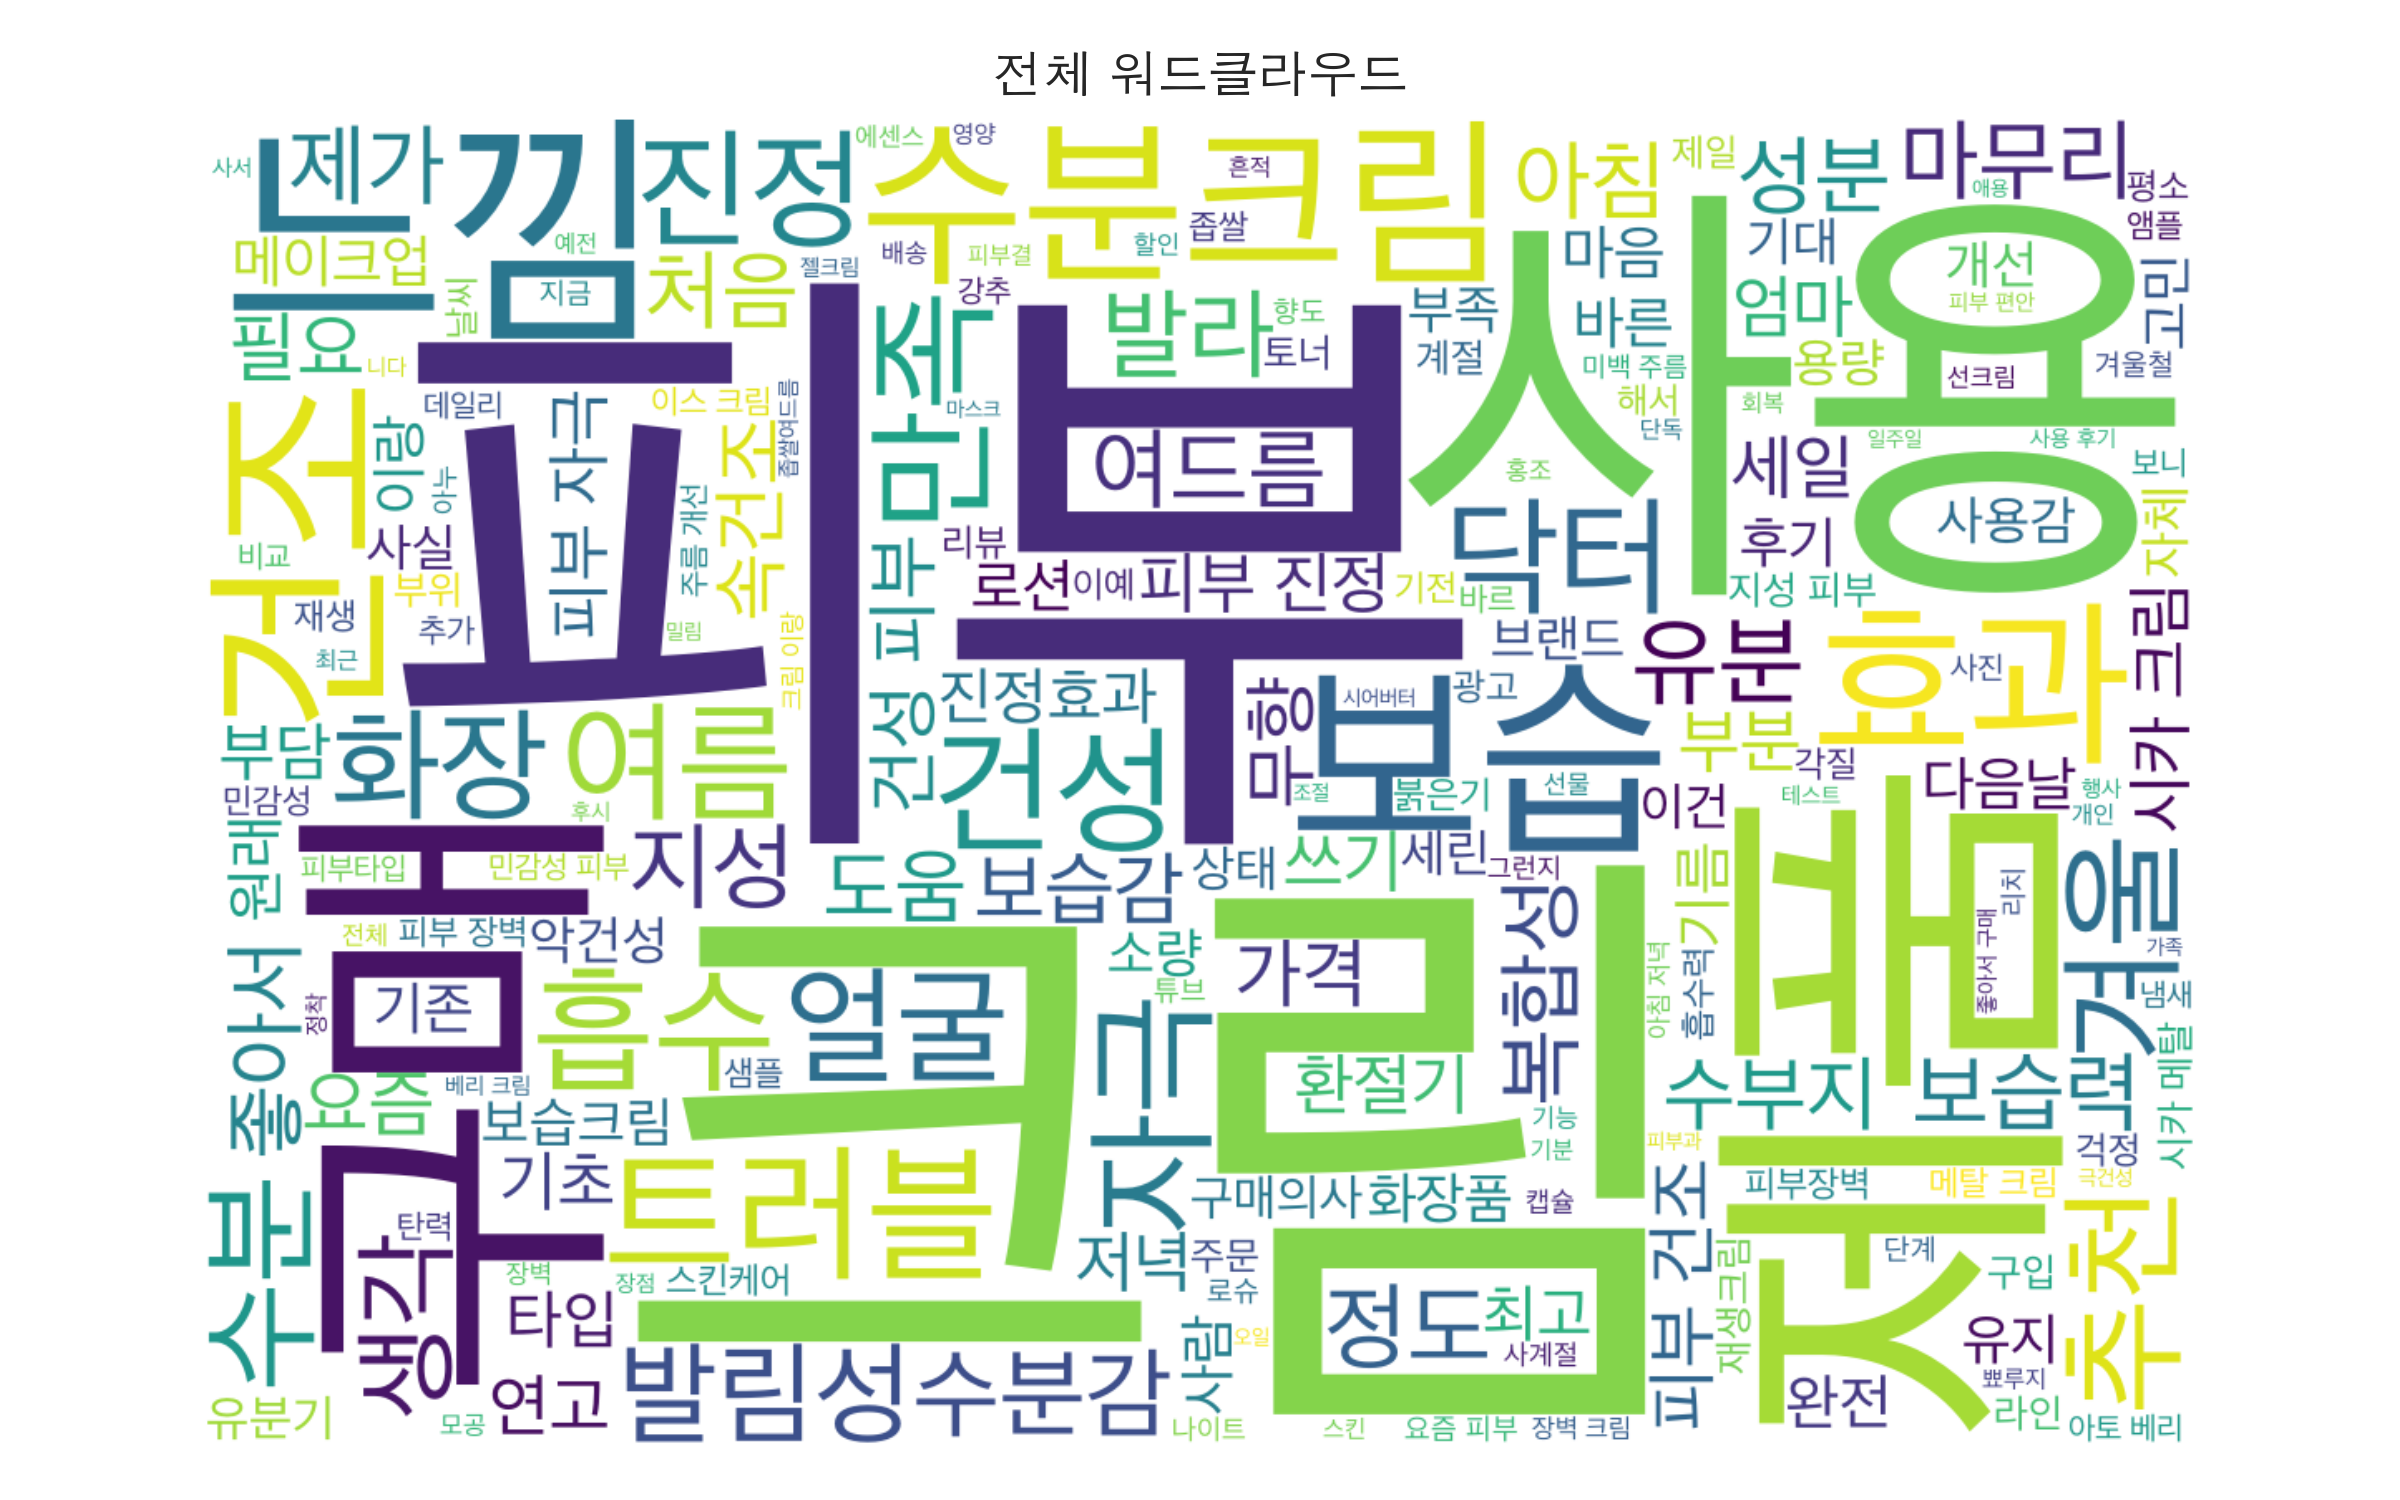 전체 워드클라우드
사서
제가
느낌
진정
에센스
영양
수분크림
흔적
아침
제일
성분
마무리
애용
평소
앰플
메이크업
예전
지금
처음
배송
피부결
할인
좁쌀
젤크림
강추
마음
기대
개선
피부 편안
고민
날씨
필요
니다
만족
발라
향도
토너
부족
계절
바른
엄마
용량
미백 주름
해서
회복
단독
선크림
겨울철
사용
건조
이랑
데일리
피부 자극
이스 크림
좁쌀여드름
마스크
여드름
홍조
세일
일주일
사용 후기
보니
아누
속건조
주름 개선
사실
비교
부위
재생
추가
최근
밀림
크림 이랑
피부
리뷰
로션
이예
피부 진정
기전
바르
닥터
후기
사용감
자체
지성 피부
피부
브랜드
유분
효과
사진
시카 크림
진정효과
건성
무향
시어버터
광고
보습
부분
각질
부담
화장
여름
후시
민감성
건성
조절
붉은기
선물
이건
다음날
테스트
행사
개인
원래
피부타입
민감성 피부
지성
도움
보습감
상태
쓰기
세린
그런지
기름
제품
리치
좋아서 구매
겨울
전체
피부 장벽
악건성
흡수
얼굴
소량
튜브
가격
복합성
아침 저녁
흡수력
가족
냄새
좋아서
정착
기존
요즘
베리 크림
샘플
크림
환절기
기능
기분
수부지
보습력
시카 메탈
보습크림
구매
자극
기초
트러블
구매의사
화장품
캡슐
피부과
피부장벽
메탈 크림
걱정
극건성
수분
탄력
생각
장벽
장점
스킨케어
저녁
주문
로슈
피부 건조
재생크림
단계
구입
추천
타입
정도
최고
사계절
오일
사람
유지
뾰루지
유분기
모공
연고
발림성
수분감
나이트
스킨
요즘 피부
장벽 크림
완전
라인
아토 베리